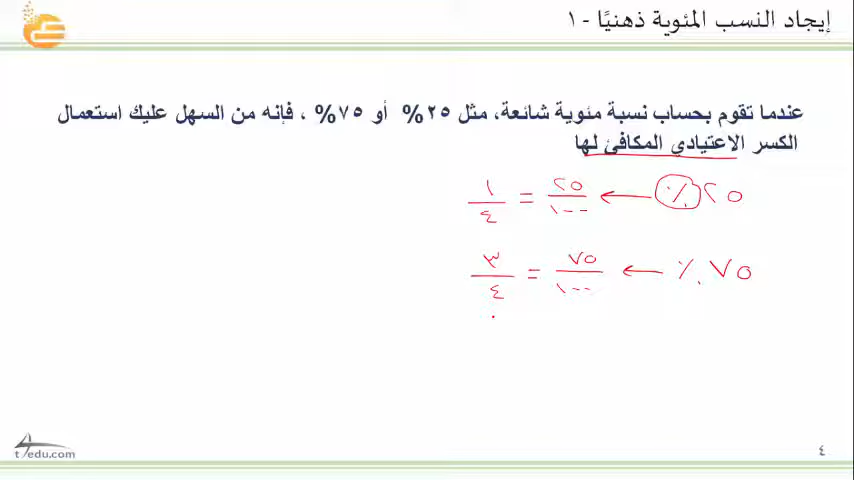 إيجاد النسب المئوية ذهنيًا - ١
عندما تقوم بحساب نسبة مئوية شائعة، مثل ٢٥% أو ٧٥% ، فإنه من السهل عليك استعمال
الكسر الاعتيادي المكافئ لها
٢٥ ٪ ← ٢٥/١٠٠ = ١/٤
٧٥ ٪ ← ٧٥/١٠٠ = ٣/٤
t4edu.com
٤